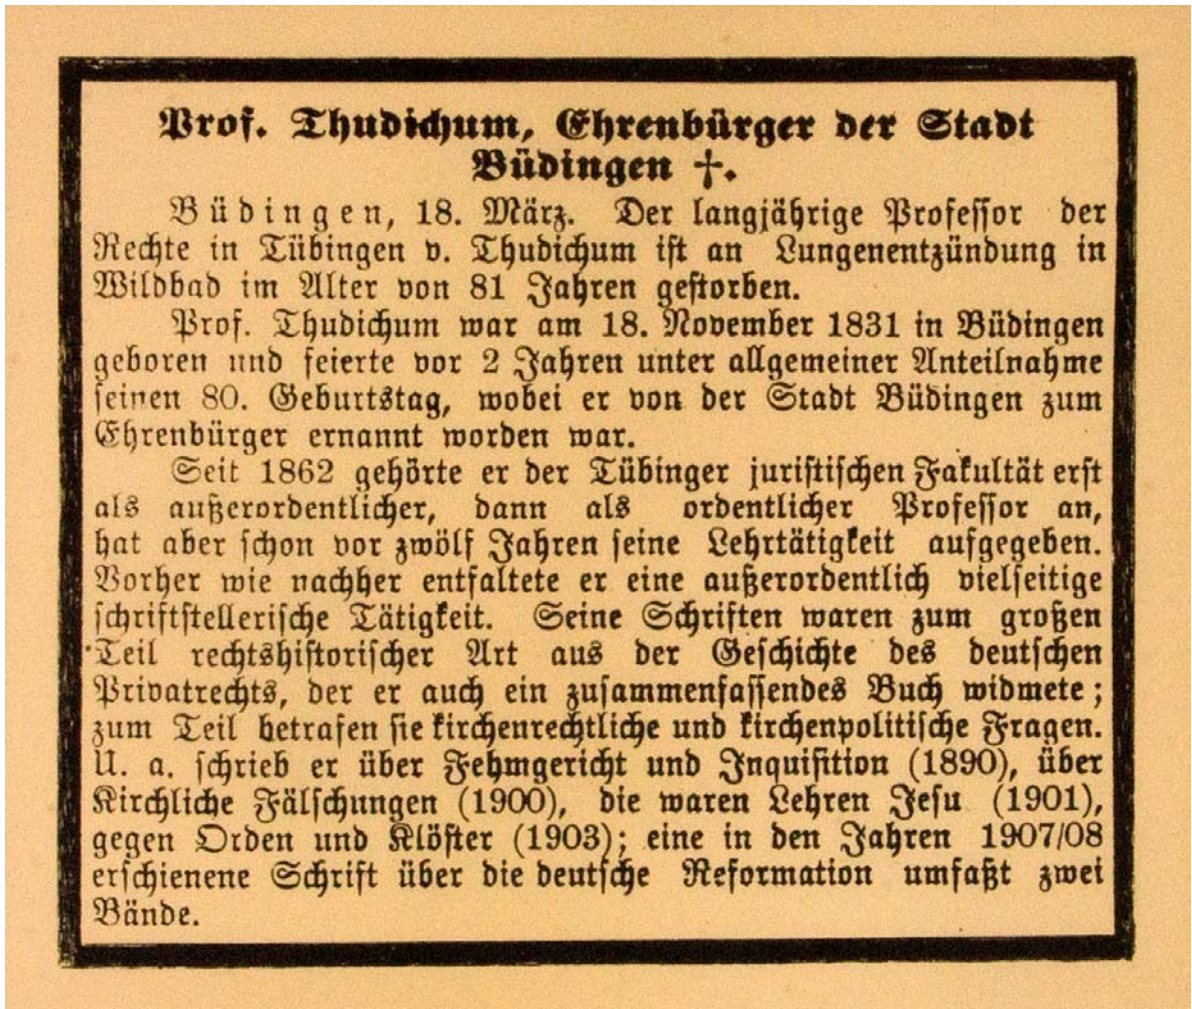 Prof. Thudichum, Ehrenbürger der Stadt
Büdingen †.
Büdingen, 18. März. Der langjährige Professor der
Rechte in Tübingen v. Thudichum ist an Lungenentzündung in
Wildbad im Alter von 81 Jahren gestorben.
Prof. Thudichum war am 18. November 1831 in Büdingen
geboren und feierte vor 2 Jahren unter allgemeiner Anteilnahme
seinen 80. Geburtstag, wobei er von der Stadt Büdingen zum
Ehrenbürger ernannt worden war.
Seit 1862 gehörte er der Tübinger juristischen Fakultät erst
als außerordentlicher, dann als ordentlicher Professor an,
hat aber schon vor zwölf Jahren seine Lehrtätigkeit aufgegeben.
Vorher wie nachher entfaltete er eine außerordentlich vielseitige
schriftstellerische Tätigkeit. Seine Schriften waren zum großen
Teil rechtshistorischer Art aus der Geschichte des deutschen
Privatrechts, der er auch ein zusammenfassendes Buch widmete;
zum Teil betrafen sie kirchenrechtliche und kirchenpolitische Fragen.
U. a. schrieb er über Fehmgericht und Inquisition (1890), über
Kirchliche Fälschungen (1900), die waren Lehren Jesu (1901),
gegen Orden und Klöster (1903); eine in den Jahren 1907/08
erschienene Schrift über die deutsche Reformation umfaßt zwei
Bände.